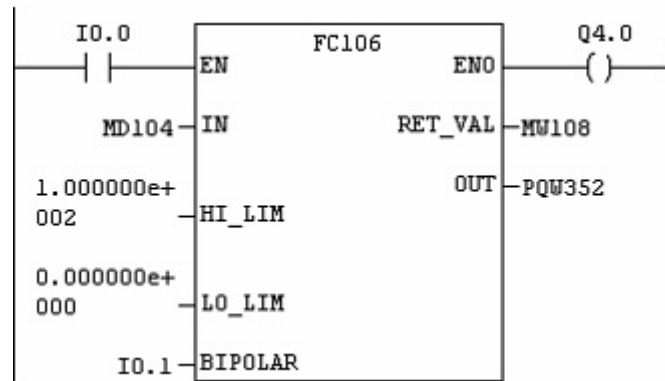 I0.0 FC106 Q4.0
EN ENO
MD104 IN RET_VAL MW108
1.000000e+ OUT PQW352
002 HI_LIM
0.000000e+
000 LO_LIM
I0.1 BIPOLAR